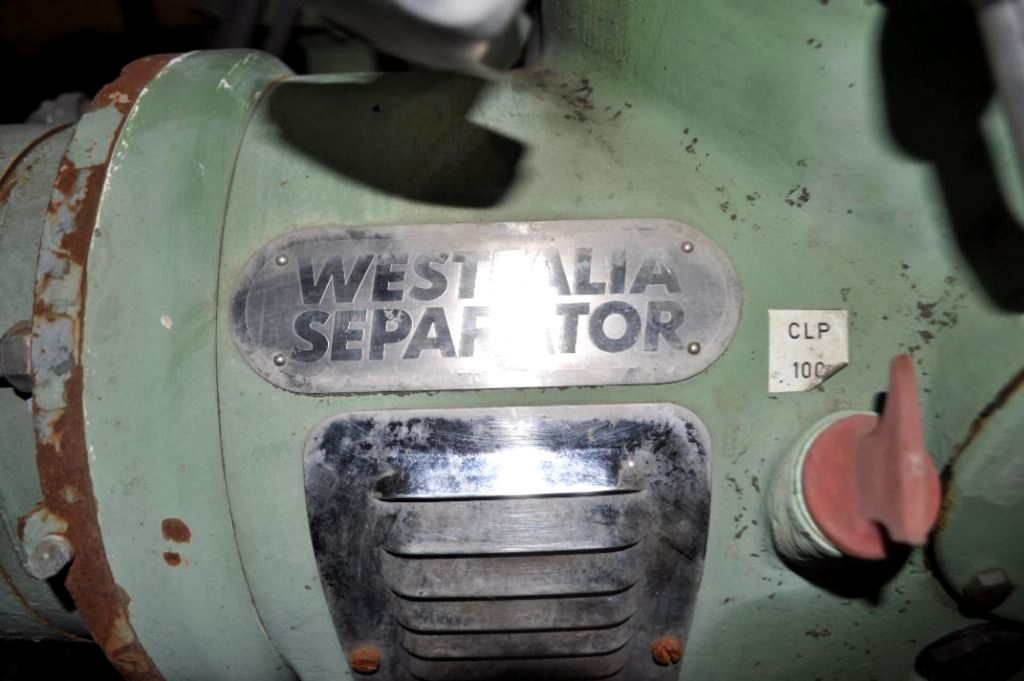 WESTFALIA
SEPARATOR
CLP
100